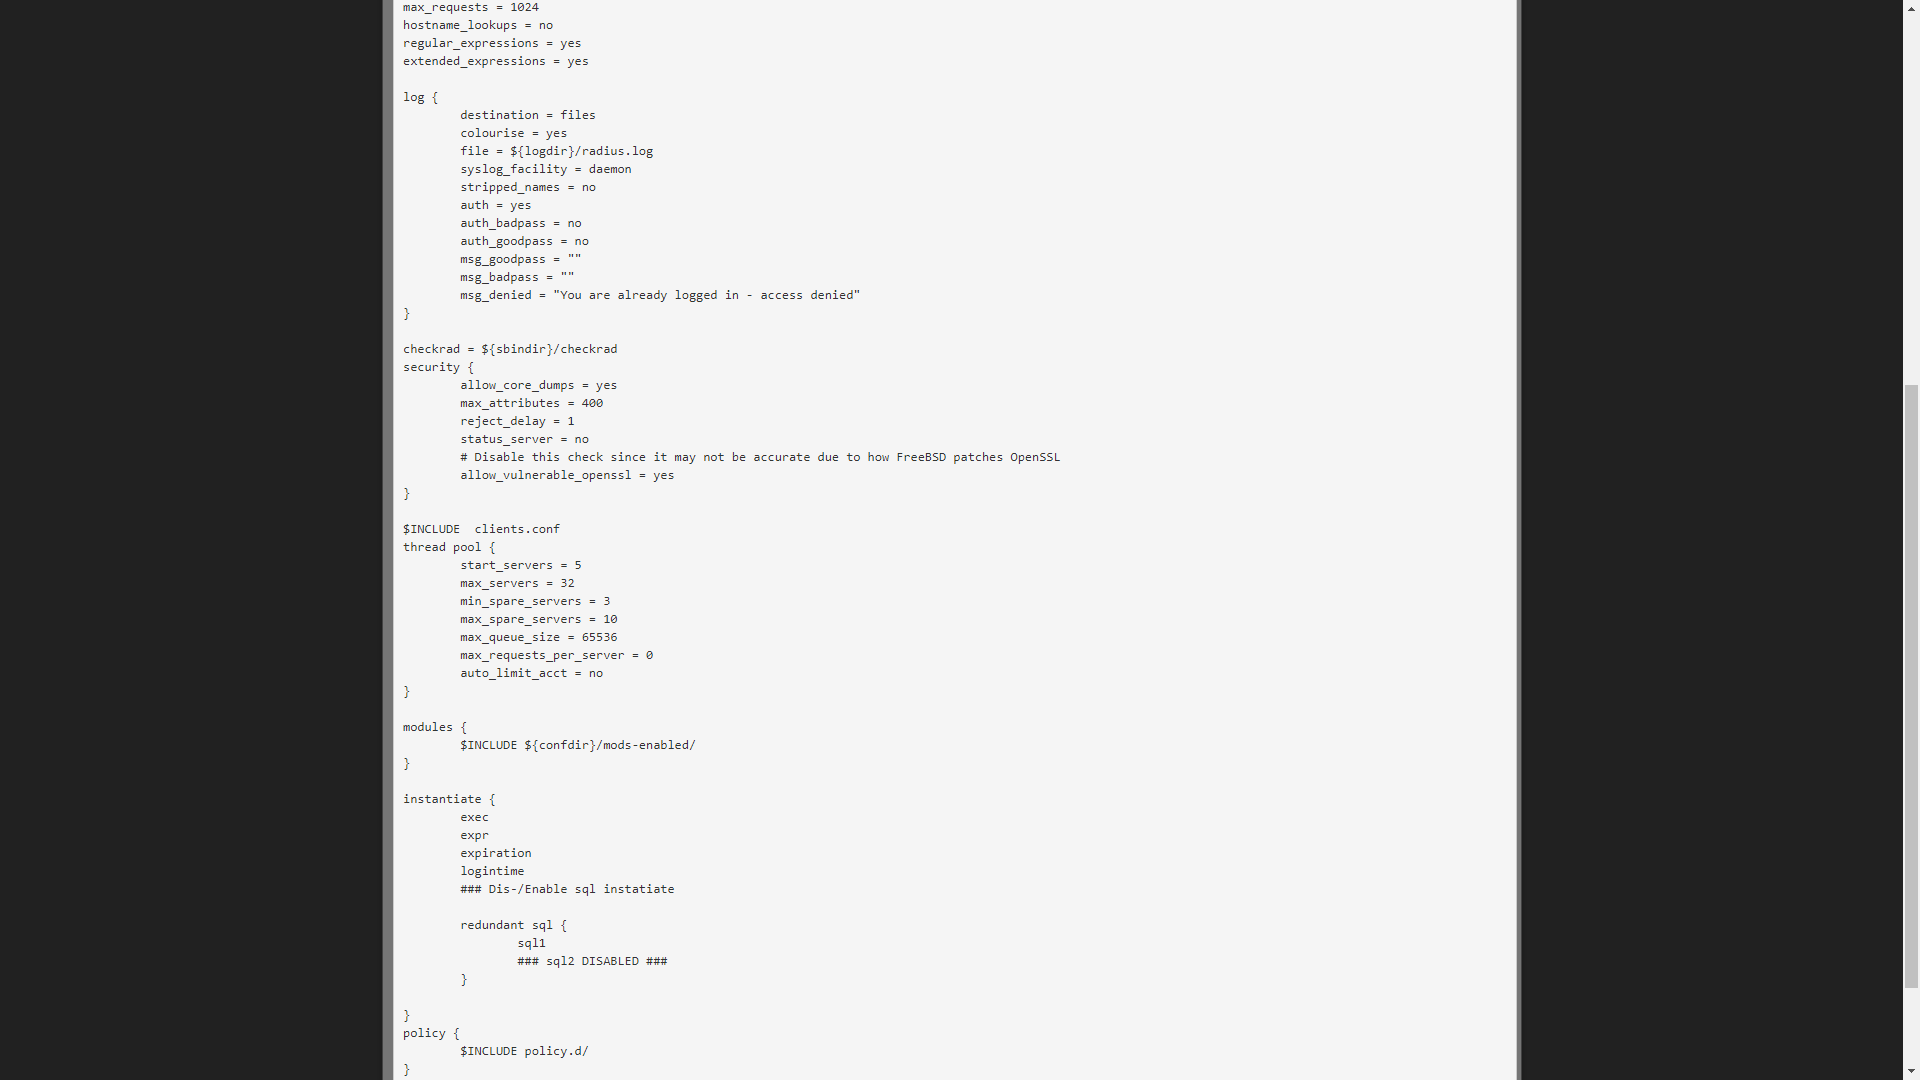 max_requests = 1024
hostname_lookups = no
regular_expressions = yes
extended_expressions = yes
log {
destination = files
colourise = yes
file = ${logdir}/radius.log
syslog_facility = daemon
stripped_names = no
auth = yes
auth_badpass = no
auth_goodpass = no
msg_goodpass = ""
msg_badpass = ""
msg_denied = "You are already logged in - access denied"
}
checkrad = ${sbindir}/checkrad
security {
allow_core_dumps = yes
max_attributes = 400
reject_delay = 1
status_server = no
# Disable this check since it may not be accurate due to how FreeBSD patches OpenSSL
allow_vulnerable_openssl = yes
}
$INCLUDE  clients.conf
thread pool {
start_servers = 5
max_servers = 32
min_spare_servers = 3
max_spare_servers = 10
max_queue_size = 65536
max_requests_per_server = 0
auto_limit_acct = no
}
modules {
$INCLUDE ${confdir}/mods-enabled/
}
instantiate {
exec
expr
expiration
logintime
### Dis-/Enable sql instatiate
redundant sql {
sql1
### sql2 DISABLED ###
}
}
policy {
$INCLUDE policy.d/
}